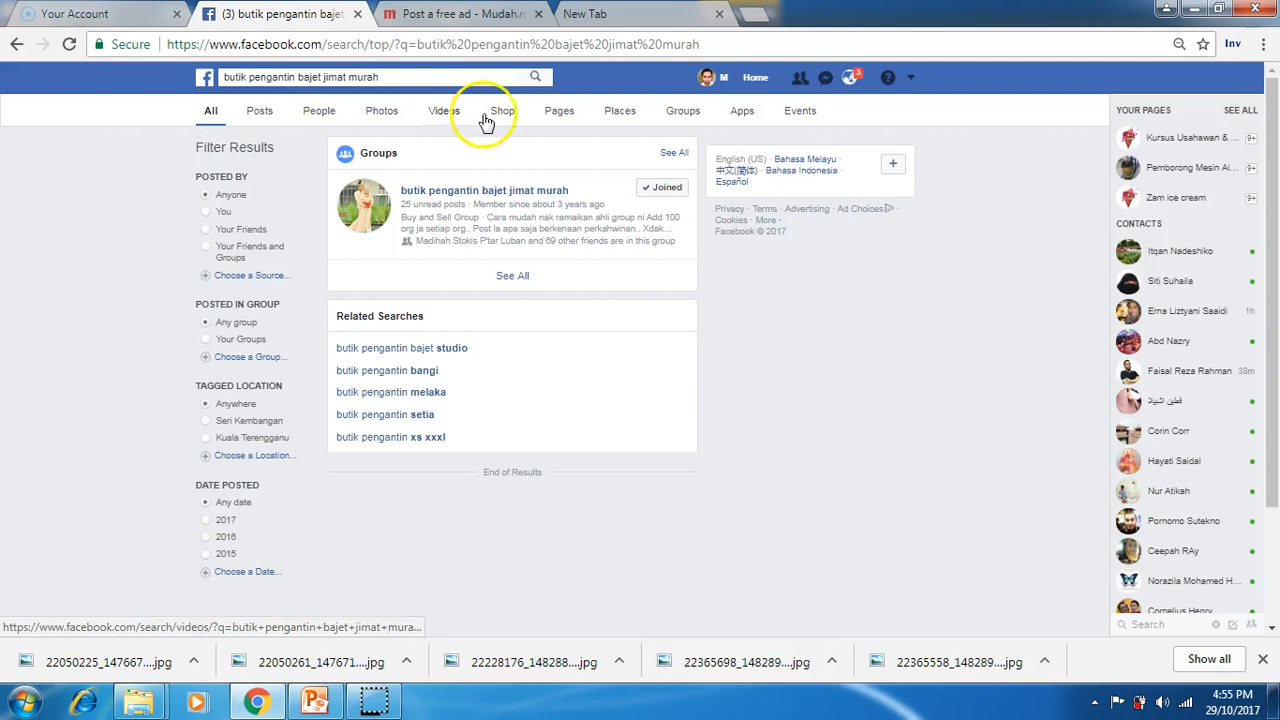 Your Account
(3) butik pengantin bajet
Post a free ad - Mudah.m
New Tab
Secure
https://www.facebook.com/search/top/?q=butik%20pengantin%20bajet%20jimat%20murah
Inv
butik pengantin bajet jimat murah
M
Home
3
All
Posts
People
Photos
Videos
Shop
Pages
Places
Groups
Apps
Events
Filter Results
POSTED BY
Anyone
You
Your Friends
Your Friends and
Groups
Choose a Source...
POSTED IN GROUP
Any group
Your Groups
Choose a Group...
TAGGED LOCATION
Anywhere
Seri Kembangan
Kuala Terengganu
Choose a Location...
DATE POSTED
Any date
2017
2016
2015
Choose a Date...
Groups
See All
butik pengantin bajet jimat murah
Joined
25 unread posts · Member since about 3 years ago
Buy and Sell Group · Cara mudah nak ramaikan ahli group ni Add 100
org ja setiap org.. Post la apa saja berkenaan perkahwinan.. Xdak...
Madihah Stokis P'tar Luban and 69 other friends are in this group
See All
Related Searches
butik pengantin bajet studio
butik pengantin bangi
butik pengantin melaka
butik pengantin setia
butik pengantin xs xxxl
End of Results
English (US) · Bahasa Melayu ·
中文(简体) · Bahasa Indonesia ·
Español
Privacy · Terms · Advertising · Ad Choices ·
Cookies · More
Facebook © 2017
YOUR PAGES
SEE ALL
Kursus Usahawan & ...
9+
Pemborong Mesin Ai...
9+
Zam ice cream
9+
CONTACTS
Itqan Nadeshiko
Siti Suhaila
Erna Liztyani Saaidi
1h
Abd Nazry
Faisal Reza Rahman
38m
Corin Corr
Hayati Saidal
Nur Atikah
Pornomo Sutekno
Ceepah RAy
Norazila Mohamed H...
Cornelius Henry
Search
https://www.facebook.com/search/videos/?q=butik+pengantin+bajet+jimat+mura...
22050225_147667....jpg
22050261_147671....jpg
22228176_148288....jpg
22365698_148289....jpg
22365558_148289....jpg
Show all
4:55 PM
29/10/2017